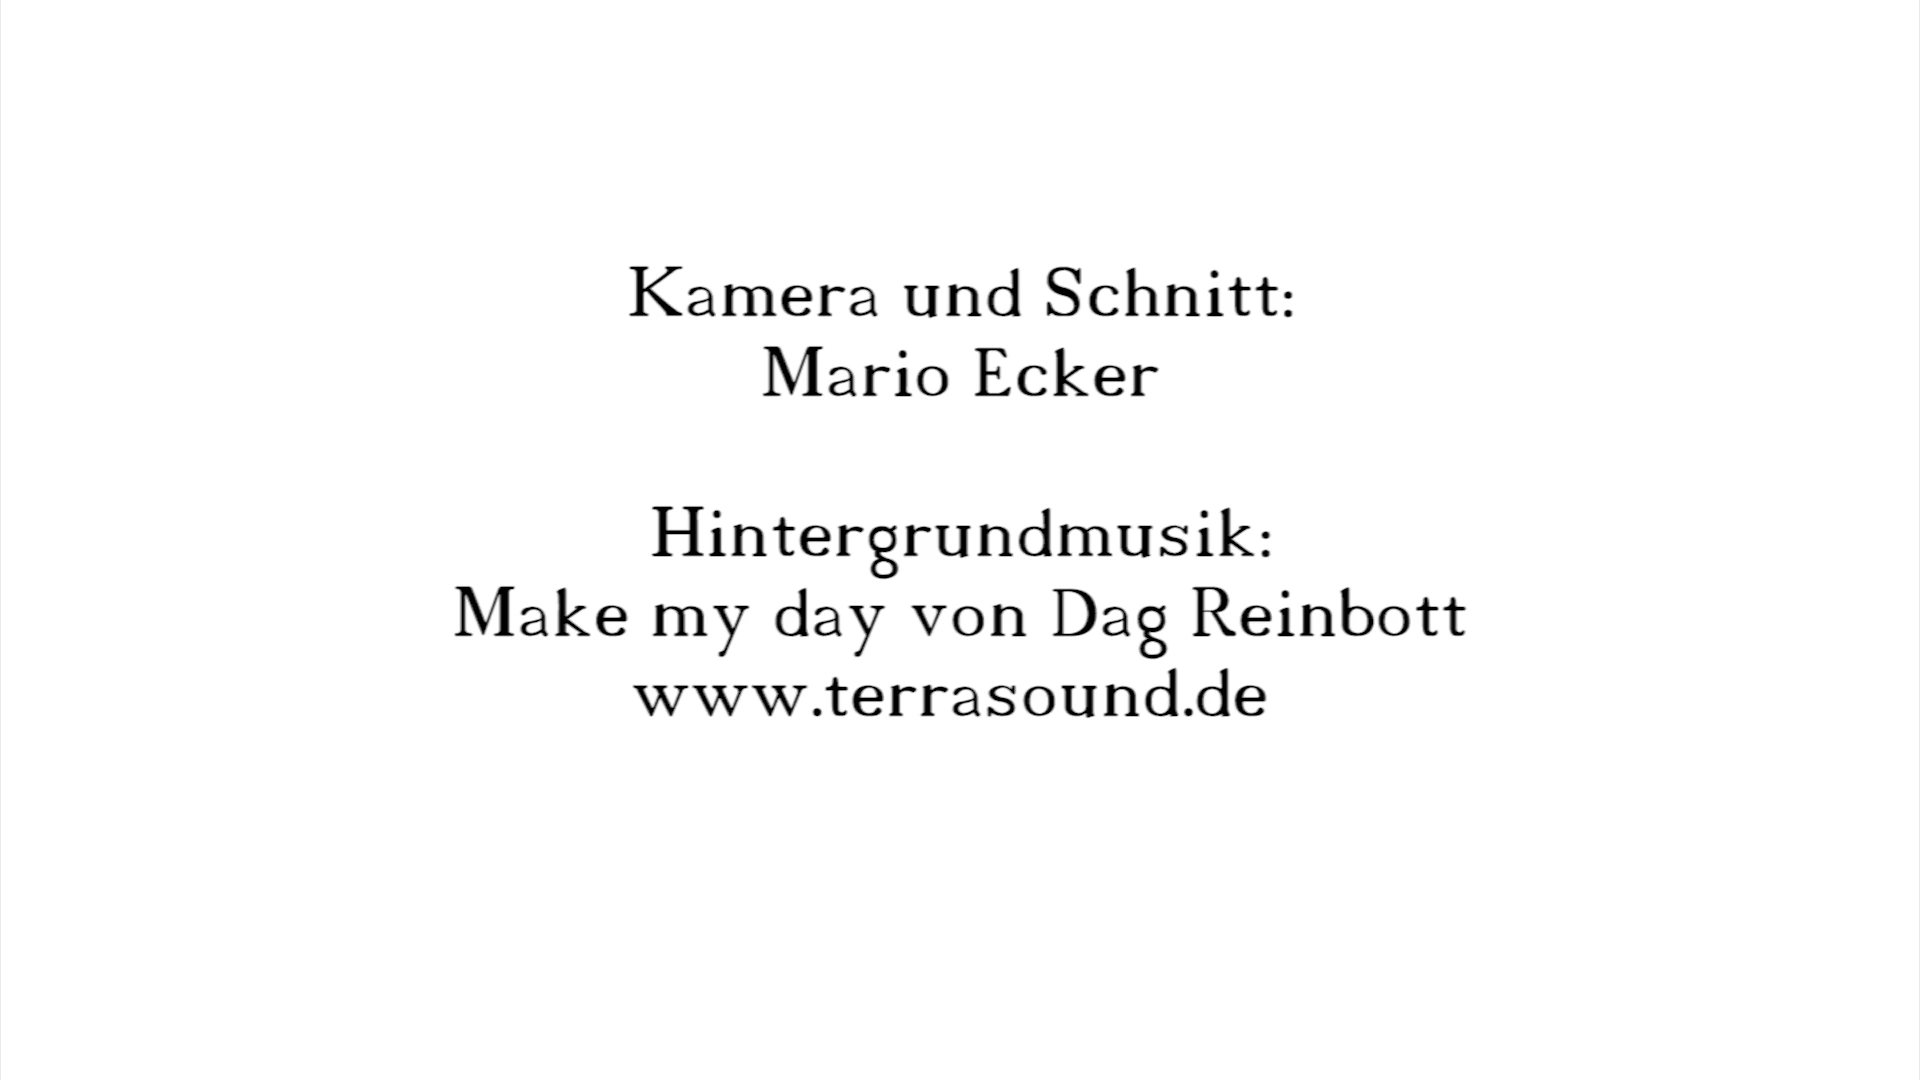 Kamera und Schnitt:
Mario Ecker
Hintergrundmusik:
Make my day von Dag Reinbott
www.terrasound.de